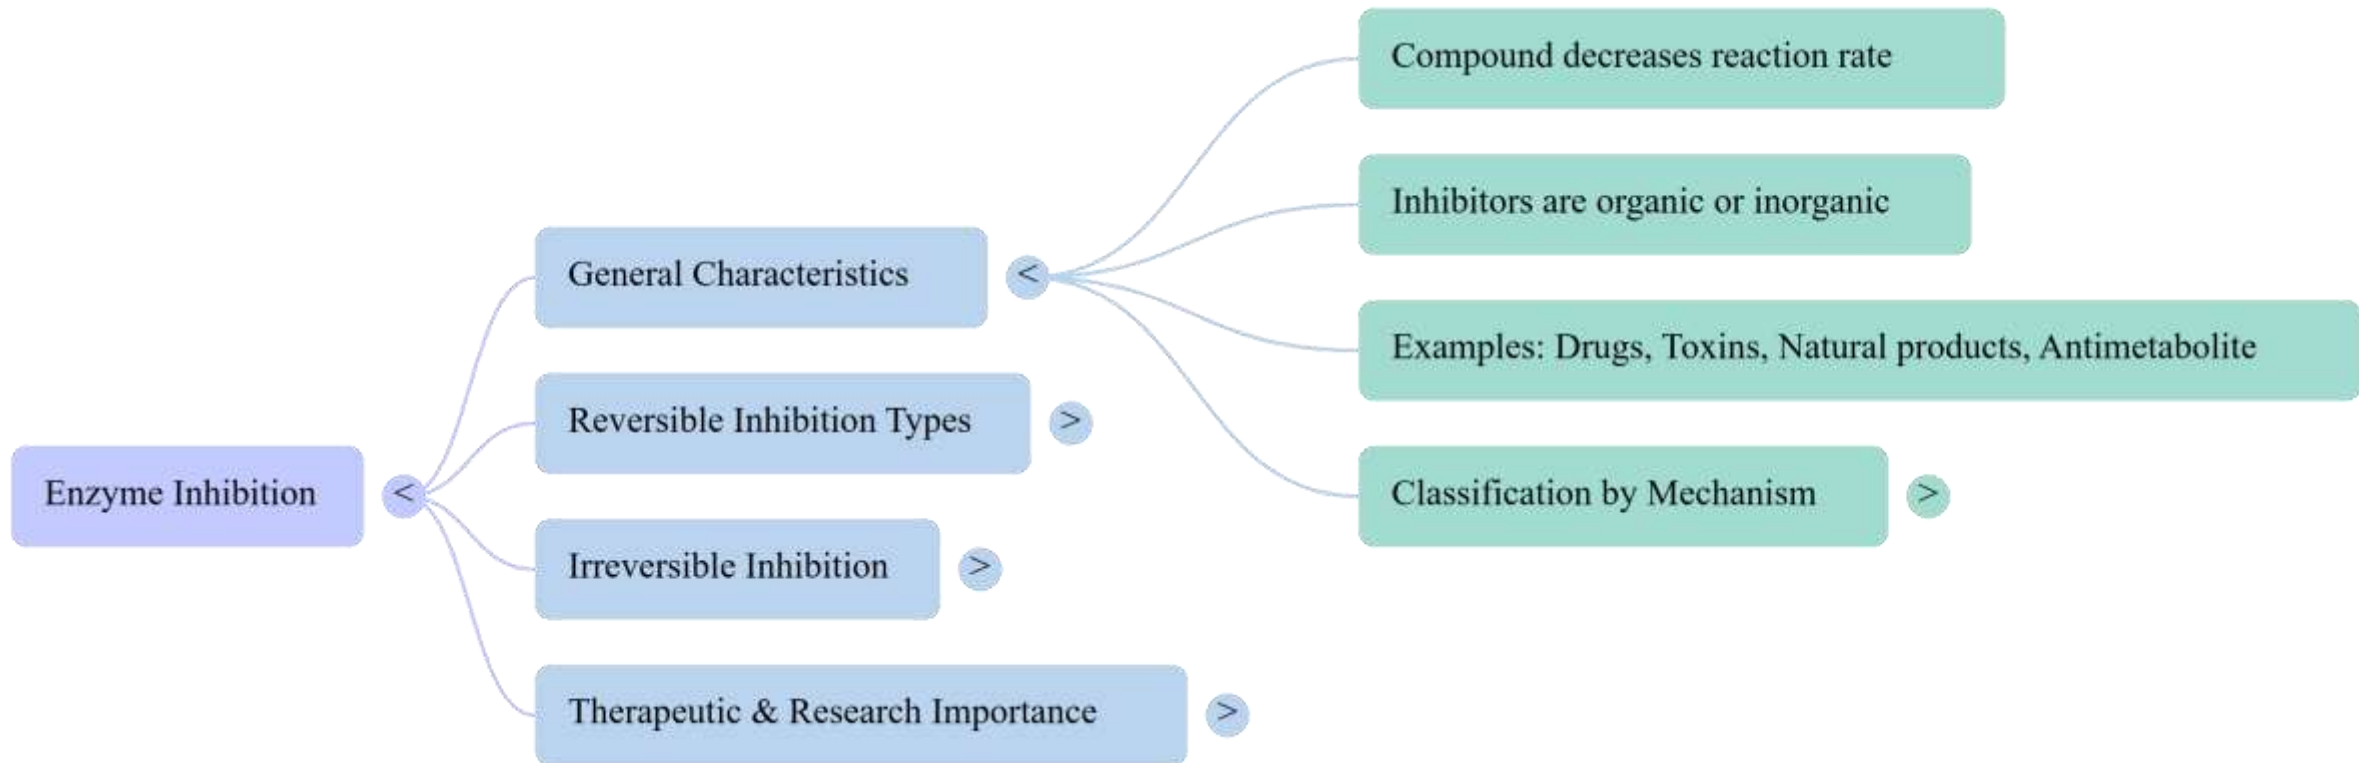 Enzyme Inhibition
<
General Characteristics
<
Compound decreases reaction rate
Inhibitors are organic or inorganic
Examples: Drugs, Toxins, Natural products, Antimetabolite
Classification by Mechanism
>
Reversible Inhibition Types
>
Irreversible Inhibition
>
Therapeutic & Research Importance
>